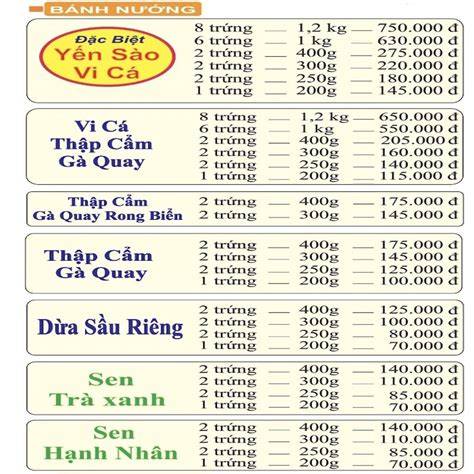 BÁNH NƯỚNG
Đặc Biệt
Yến Sào
Vi Cá
8 trứng — 1,2 kg — 750.000 đ
6 trứng — 1 kg — 630.000 đ
2 trứng — 400g — 275.000 đ
2 trứng — 300g — 220.000 đ
2 trứng — 250g — 180.000 đ
1 trứng — 200g — 145.000 đ
Vi Cá
Thập Cẩm
Gà Quay
8 trứng — 1,2 kg — 650.000 đ
6 trứng — 1 kg — 550.000 đ
2 trứng — 400g — 205.000 đ
2 trứng — 300g — 160.000 đ
2 trứng — 250g — 140.000 đ
1 trứng — 200g — 115.000 đ
Thập Cẩm
Gà Quay Rong Biển
2 trứng — 400g — 175.000 đ
2 trứng — 300g — 145.000 đ
Thập Cẩm
Gà Quay
2 trứng — 400g — 175.000 đ
2 trứng — 300g — 145.000 đ
2 trứng — 250g — 125.000 đ
1 trứng — 200g — 100.000 đ
Dừa Sầu Riêng
2 trứng — 400g — 125.000 đ
2 trứng — 300g — 100.000 đ
2 trứng — 250g — 80.000 đ
1 trứng — 200g — 70.000 đ
Sen
Trà xanh
2 trứng — 400g — 140.000 đ
2 trứng — 300g — 110.000 đ
2 trứng — 250g — 85.000 đ
1 trứng — 200g — 70.000 đ
Sen
Hạnh Nhân
2 trứng — 400g — 140.000 đ
2 trứng — 300g — 110.000 đ
2 trứng — 250g — 85.000 đ
1 trứng — 200g — 70.000 đ